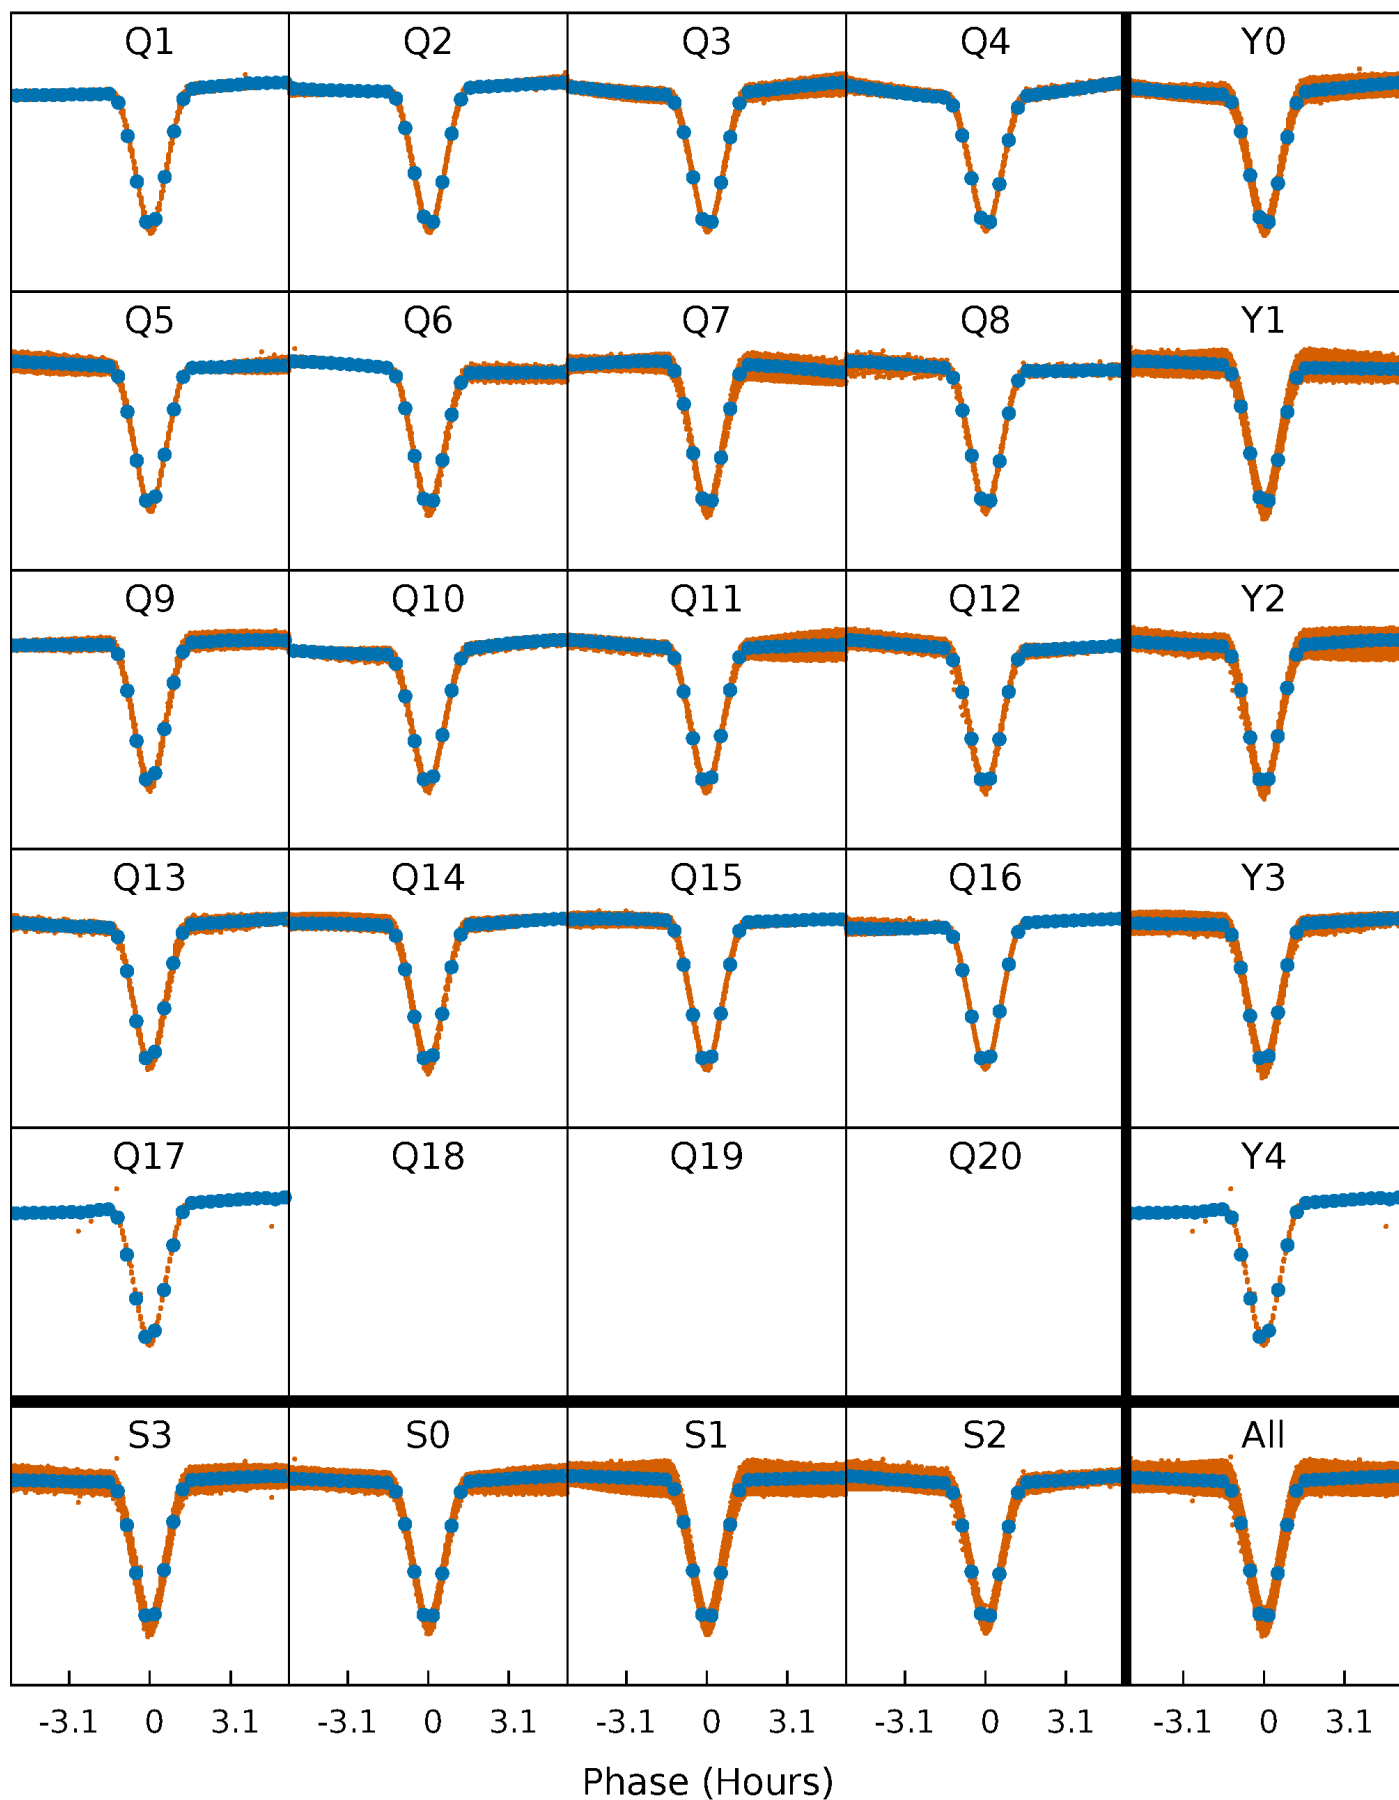 Q1 Q2 Q3 Q4 Y0
Q5 Q6 Q7 Q8 Y1
Q9 Q10 Q11 Q12 Y2
Q13 Q14 Q15 Q16 Y3
Q17 Q18 Q19 Q20 Y4
S3 S0 S1 S2 All
-3.1 0 3.1 -3.1 0 3.1 -3.1 0 3.1 -3.1 0 3.1 -3.1 0 3.1
Phase (Hours)